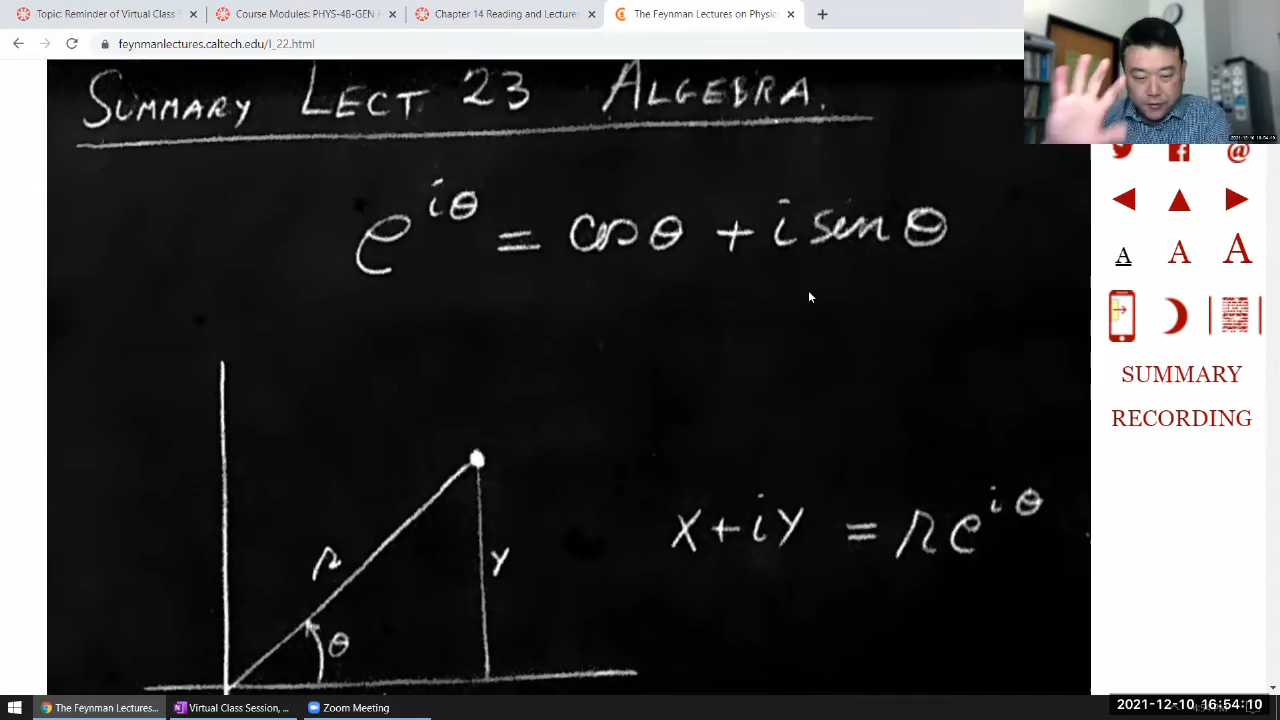 Topic: Reminder of Virtual Class S
Course Modules: PHYS-4B-GEN P
Chapter 14 Reading and Lectures
The Feynman Lectures on Physic
feynmanlectures.caltech.edu/I_22.html
SUMMARY LECT 23 ALGEBRA.
e^{iθ} = cos θ + i sin θ
r
y
θ
x + iy = re^{iθ}
A A A
SUMMARY
RECORDING
The Feynman Lectures...
Virtual Class Session, ...
Zoom Meeting
2021-12-10 16:54:10